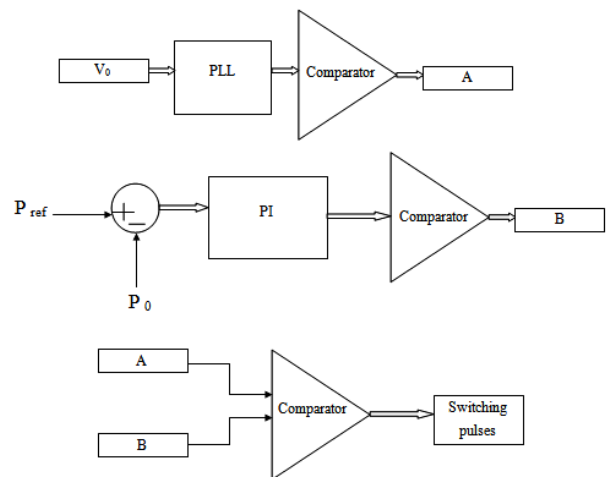 V₀
PLL
Comparator
A
P ref
+
−
P 0
PI
Comparator
B
A
B
Comparator
Switching
pulses